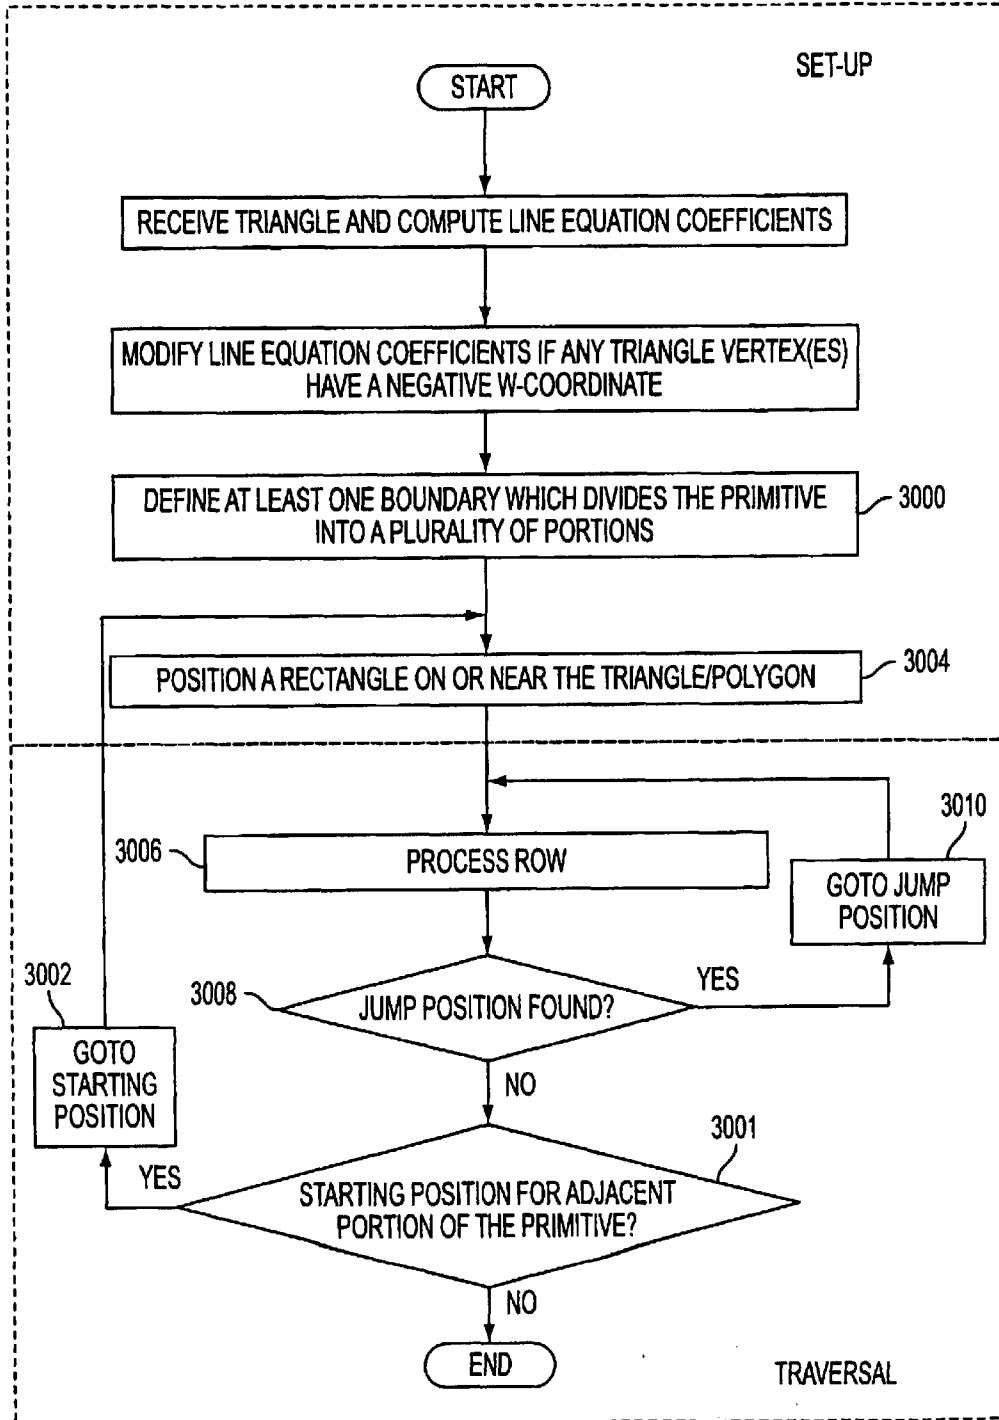 SET-UP
START
RECEIVE TRIANGLE AND COMPUTE LINE EQUATION COEFFICIENTS
MODIFY LINE EQUATION COEFFICIENTS IF ANY TRIANGLE VERTEX(ES)
HAVE A NEGATIVE W-COORDINATE
DEFINE AT LEAST ONE BOUNDARY WHICH DIVIDES THE PRIMITIVE
INTO A PLURALITY OF PORTIONS
3000
POSITION A RECTANGLE ON OR NEAR THE TRIANGLE/POLYGON
3004
3006
PROCESS ROW
3010
GOTO JUMP
POSITION
3008
JUMP POSITION FOUND?
YES
NO
3002
GOTO
STARTING
POSITION
YES
3001
STARTING POSITION FOR ADJACENT
PORTION OF THE PRIMITIVE?
NO
END
TRAVERSAL